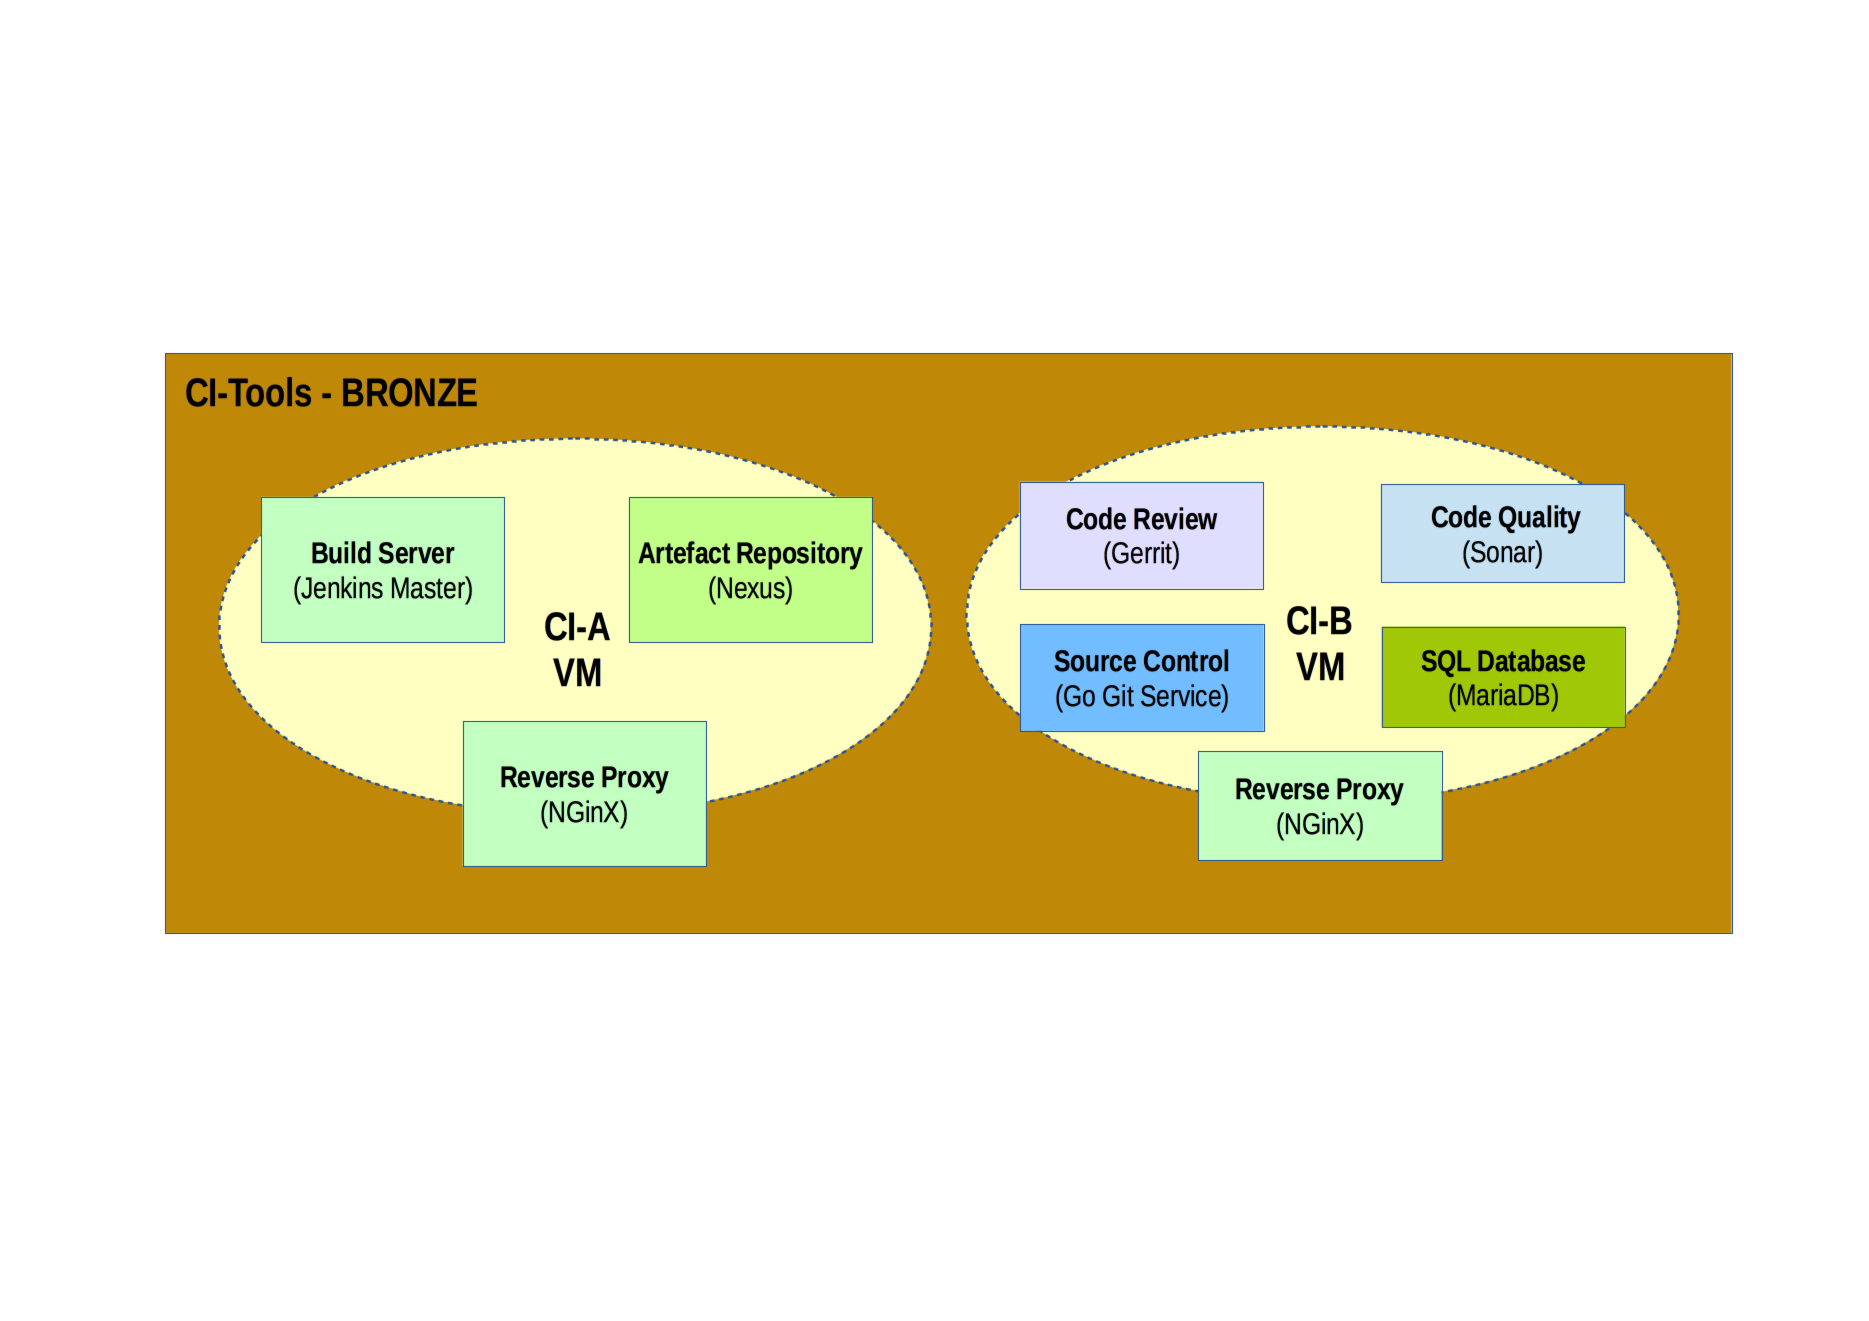 CI-Tools - BRONZE
Build Server
(Jenkins Master)
Artefact Repository
(Nexus)
CI-A
VM
Reverse Proxy
(NGinX)
Code Review
(Gerrit)
Code Quality
(Sonar)
CI-B
VM
Source Control
(Go Git Service)
SQL Database
(MariaDB)
Reverse Proxy
(NGinX)